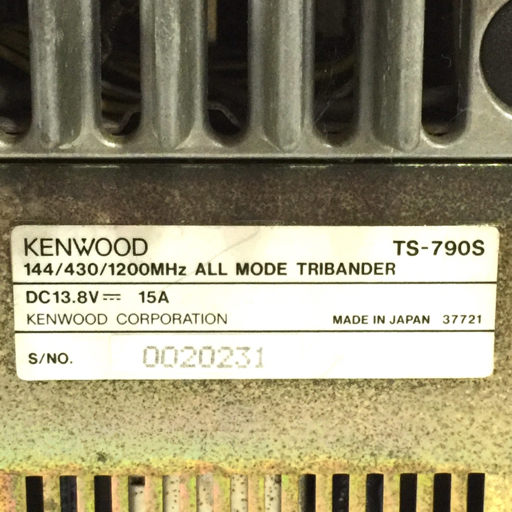 KENWOOD TS-790S
144/430/1200MHz ALL MODE TRIBANDER
DC13.8V⎓ 15A
KENWOOD CORPORATION MADE IN JAPAN 37721
S/NO. 0020231